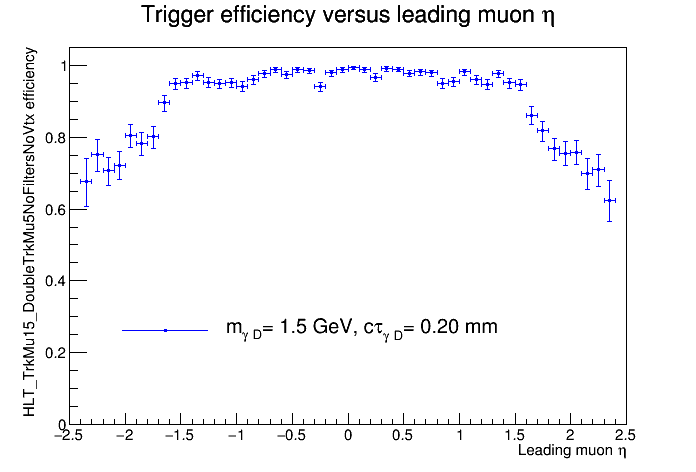 Trigger efficiency versus leading muon η
HLT_TrkMu15_DoubleTrkMu5NoFiltersNoVtx efficiency
1
0.8
0.6
0.4
0.2
0
m_γD = 1.5 GeV, cτ_γD = 0.20 mm
−2.5 −2 −1.5 −1 −0.5 0 0.5 1 1.5 2 2.5
Leading muon η